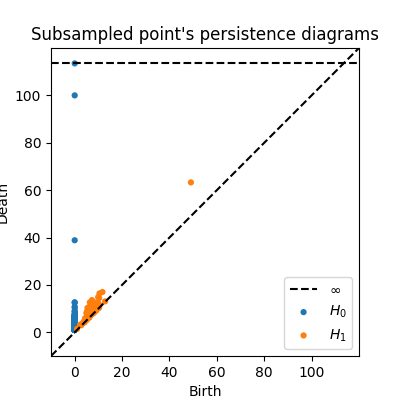 Subsampled point's persistence diagrams
Death
100
80
60
40
20
0
∞
H₀
H₁
0 20 40 60 80 100
Birth